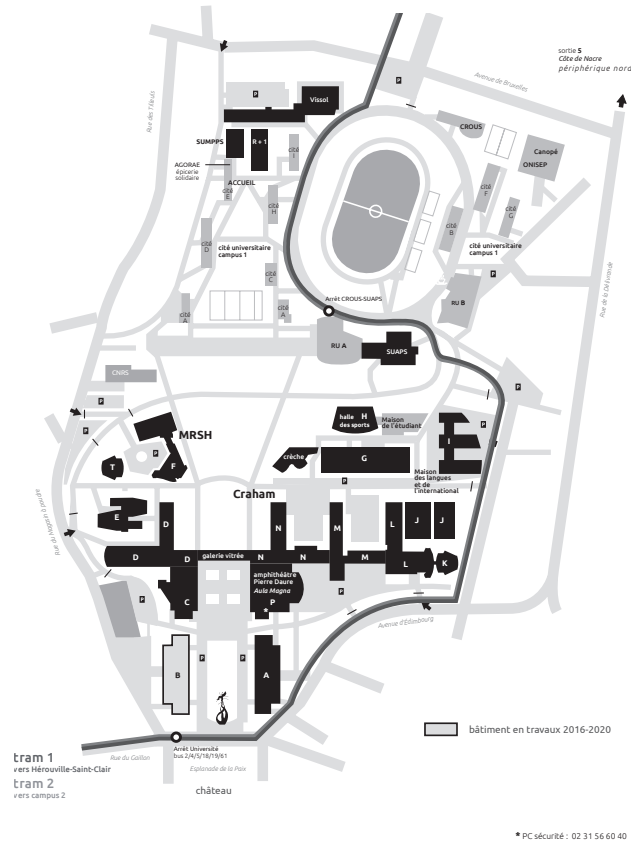 sortie 5
Côte de Nacre
périphérique nord
Avenue de Bruxelles
Rue des Tilleuls
P
P
Vissol
SUMPPS
R+1
CROUS
Canopé
ONISEP
AGORAE
épicerie
solidaire
ACCUEIL
cité
I
cité
E
cité
H
cité
F
cité
G
cité
B
cité
D
cité universitaire
campus 1
cité universitaire
campus 1
cité
C
P
Rue de la Délivrande
cité
A
cité
A
Arrêt CROUS-SUAPS
RU B
RU A
SUAPS
CNRS
P
P
P
MRSH
P
T
F
halle H
des sports
Maison
de l'étudiant
P
I
crèche
G
Maison
des langues
et de
l'international
P
Craham
E
D
N
M
L
J
J
D
D
galerie vitrée
N
N
M
L
K
amphithéâtre
Pierre Daure
Aula Magna
P
*
C
P
P
Avenue d'Edimbourg
B
P
P
A
bâtiment en travaux 2016-2020
tram 1
vers Hérouville-Saint-Clair
tram 2
vers campus 2
Rue du Gaillon
Arrêt Université
bus 2/4/5/18/19/61
Esplanade de la Paix
château
* PC sécurité : 02 31 56 60 40